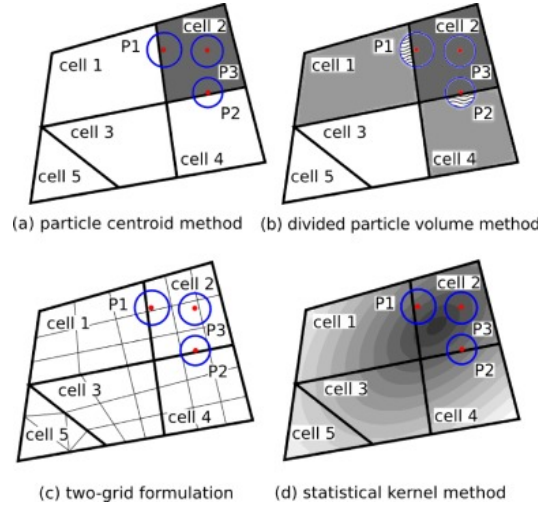 cell 2
P1
cell 1
P3
P2
cell 3
cell 4
cell 5
(a) particle centroid method
cell 2
P1
cell 1
P3
P2
cell 3
cell 4
cell 5
(b) divided particle volume method
cell 2
P1
cell 1
P3
P2
cell 3
cell 4
cell 5
(c) two-grid formulation
cell 2
P1
cell 1
P3
P2
cell 3
cell 4
cell 5
(d) statistical kernel method